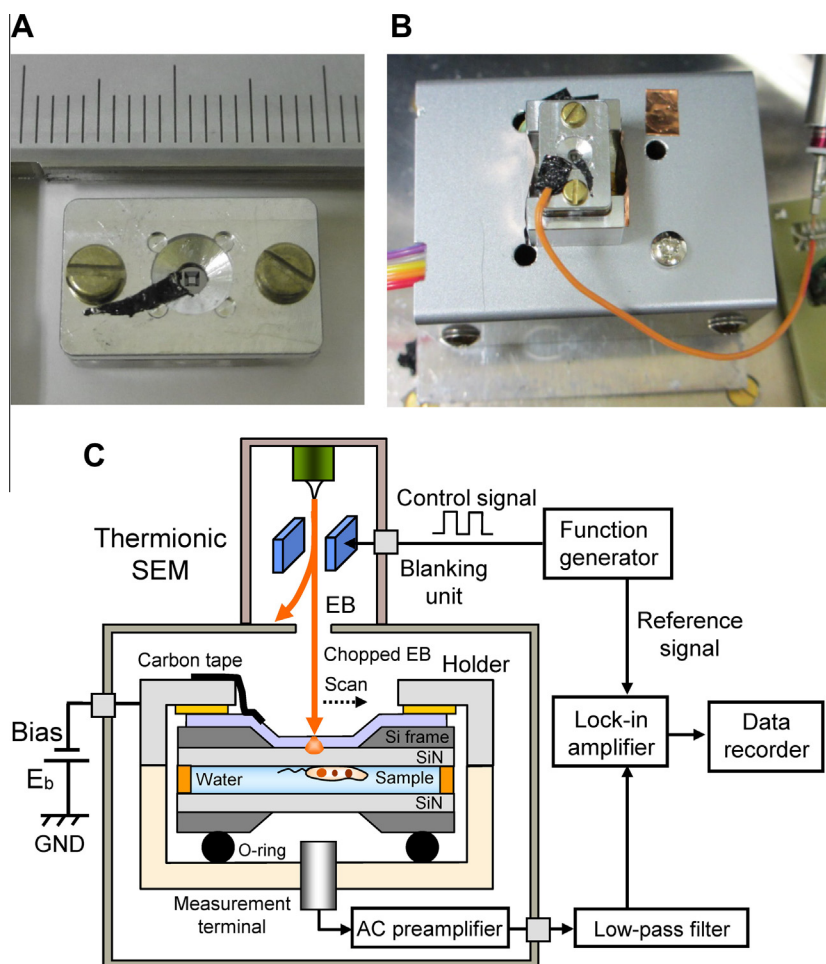 A
B
C
Thermionic
SEM
Control signal
Function
generator
Blanking
unit
EB
Reference
signal
Chopped EB
Carbon tape
Holder
Scan
Bias
E_b
GND
Si frame
SiN
Water
Sample
SiN
O-ring
Lock-in
amplifier
Data
recorder
Measurement
terminal
AC preamplifier
Low-pass filter